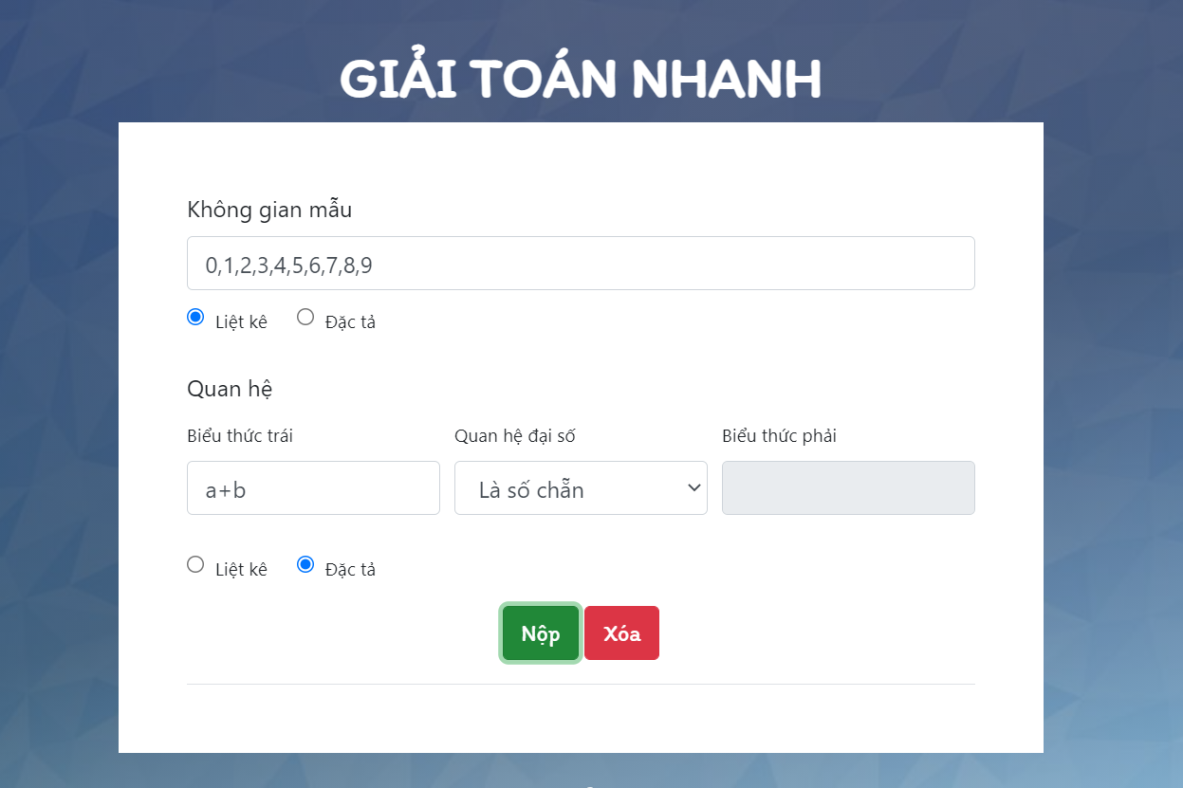 GIẢI TOÁN NHANH
Không gian mẫu
0,1,2,3,4,5,6,7,8,9
Liệt kê Đặc tả
Quan hệ
Biểu thức trái Quan hệ đại số Biểu thức phải
a+b Là số chẵn
Liệt kê Đặc tả
Nộp Xóa